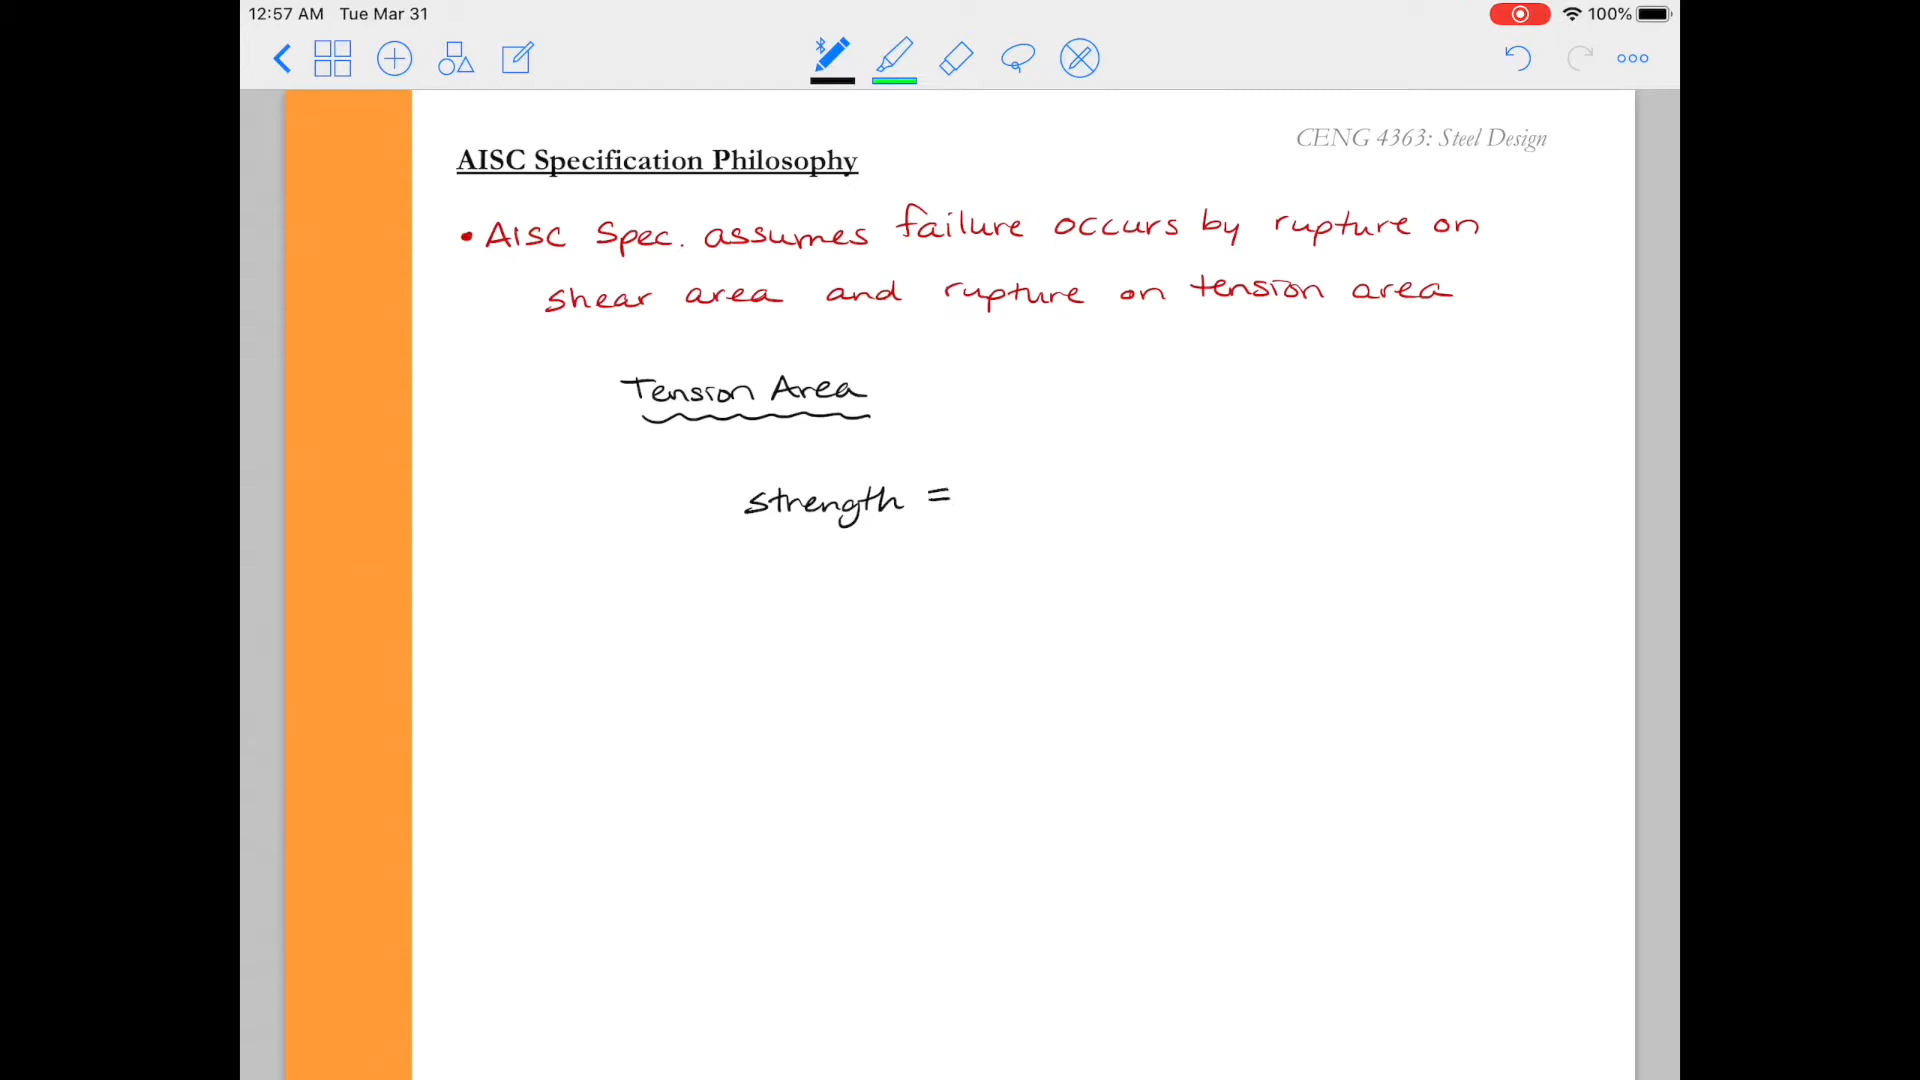 12:57 AM Tue Mar 31
100%
CENG 4363: Steel Design
AISC Specification Philosophy
• AISC Spec. assumes failure occurs by rupture on
shear area and rupture on tension area
Tension Area
strength =